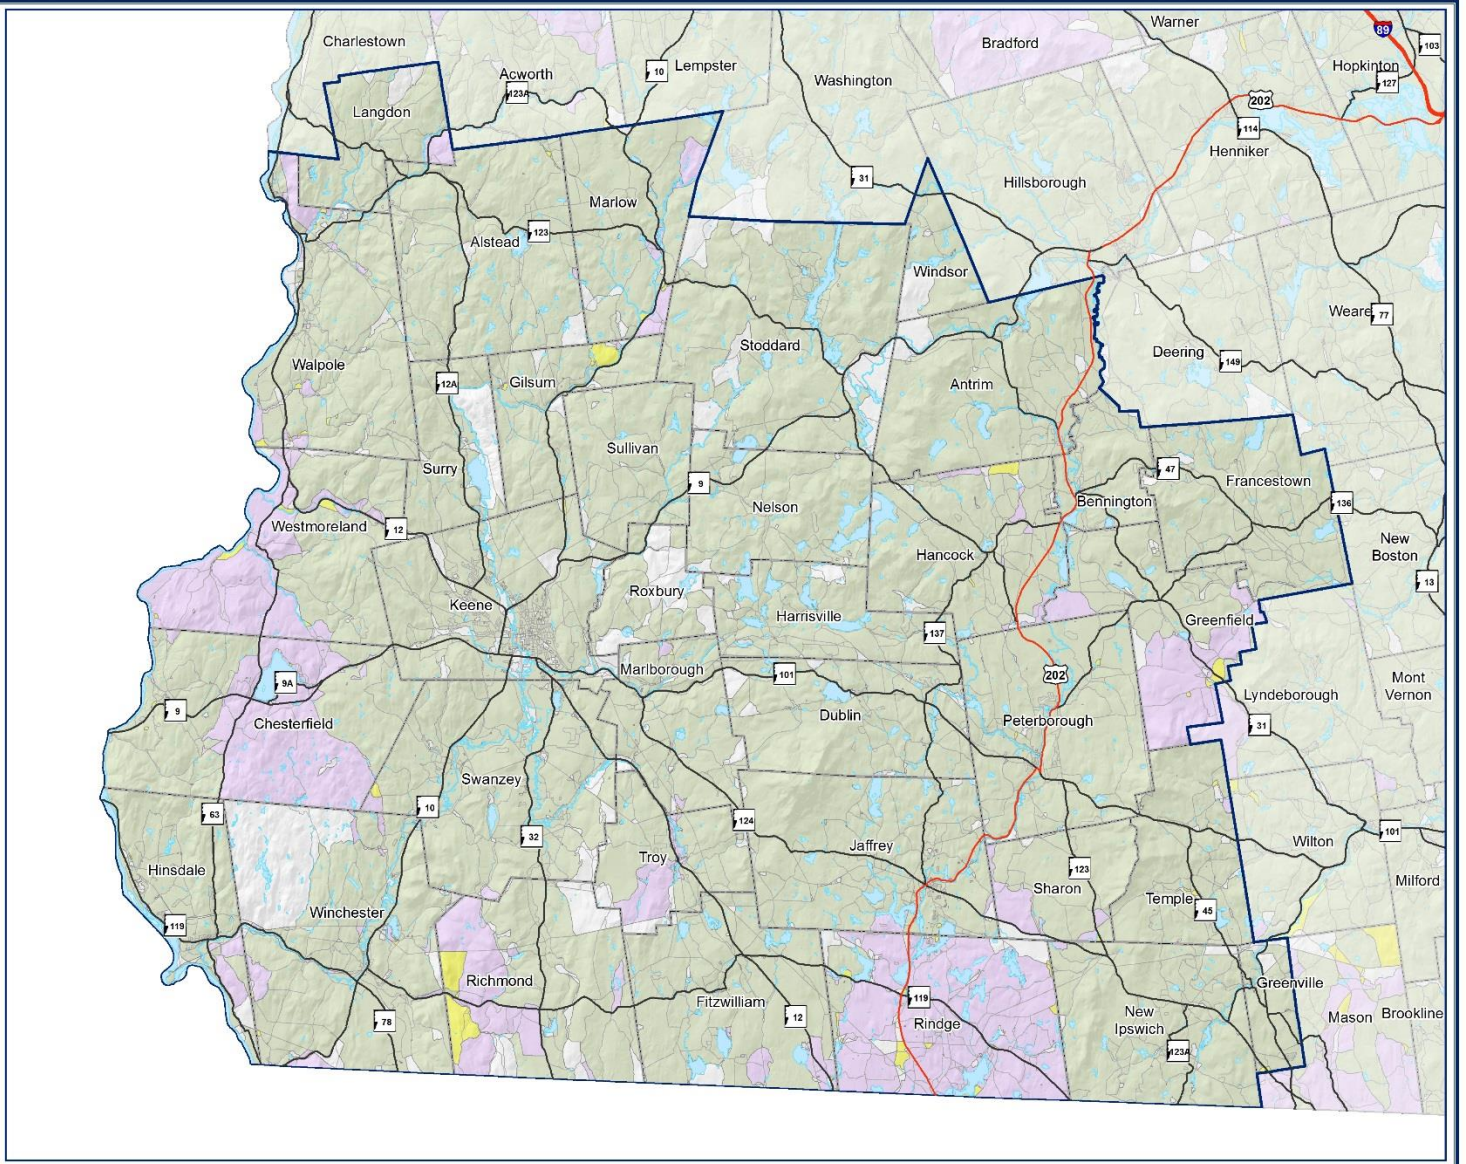 Warner
89
Charlestown
Bradford
103
Hopkinton
Lempster
10
Acworth
Washington
127
123A
202
Langdon
114
Henniker
31
Hillsborough
Marlow
123
Alstead
Windsor
Weare
77
Stoddard
Deering
149
Walpole
12A
Gilsum
Antrim
Sullivan
Surry
47
9
Francestown
Bennington
136
Nelson
Westmoreland
12
New
Boston
Hancock
13
Roxbury
Keene
Harrisville
Greenfield
137
Marlborough
101
202
9A
Mont
Vernon
Lyndeborough
9
Dublin
Peterborough
Chesterfield
31
Swanzey
10
63
124
32
101
Wilton
Jaffrey
Troy
Hinsdale
123
Milford
Sharon
Temple
45
Winchester
119
Richmond
Greenville
119
Fitzwilliam
New
Ipswich
Mason
Brookline
12
78
Rindge
123A